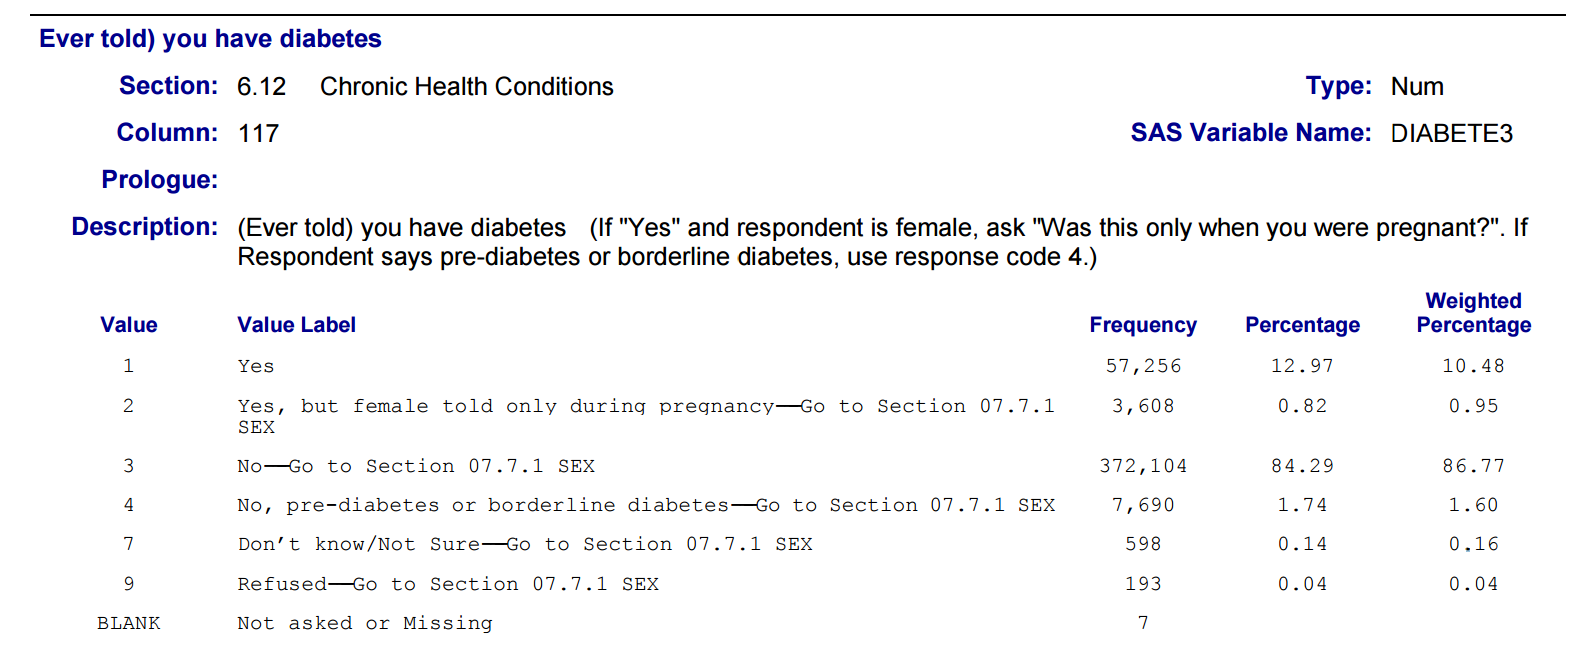 Ever told) you have diabetes
Section: 6.12 Chronic Health Conditions Type: Num
Column: 117 SAS Variable Name: DIABETE3
Prologue:
Description: (Ever told) you have diabetes (If "Yes" and respondent is female, ask "Was this only when you were pregnant?". If
Respondent says pre-diabetes or borderline diabetes, use response code 4.)
Weighted
Value Value Label Frequency Percentage Percentage
1 Yes 57,256 12.97 10.48
2 Yes, but female told only during pregnancy—Go to Section 07.7.1 3,608 0.82 0.95
SEX
3 No—Go to Section 07.7.1 SEX 372,104 84.29 86.77
4 No, pre-diabetes or borderline diabetes—Go to Section 07.7.1 SEX 7,690 1.74 1.60
7 Don’t know/Not Sure—Go to Section 07.7.1 SEX 598 0.14 0.16
9 Refused—Go to Section 07.7.1 SEX 193 0.04 0.04
BLANK Not asked or Missing 7